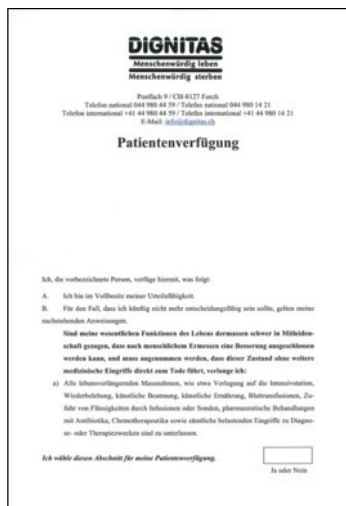 DIGNITAS
Menschenwürdig leben
Menschenwürdig sterben
Postfach 9 / CH-8127 Forch
Telefon national 044 980 44 59 / Telefax national 044 980 14 21
Telefon international +41 44 980 44 59 / Telefax international +41 44 980 14 21
E-Mail: info@dignitas.ch
Patientenverfügung
Ich, die vorbezeichnete Person, verfüge hiermit, was folgt:
A. Ich bin im Vollbesitz meiner Urteilsfähigkeit.
B. Für den Fall, dass ich künftig nicht mehr entscheidungsfähig sein sollte, gelten meine
nachstehenden Anweisungen.
Sind meine wesentlichen Funktionen des Lebens dermassen schwer in Mitleiden-
schaft gezogen, dass nach menschlichem Ermessen eine Besserung ausgeschlossen
werden kann, und muss angenommen werden, dass dieser Zustand ohne weitere
medizinische Eingriffe direkt zum Tode führt, verlange ich:
a) Alle lebensverlängernden Massnahmen, wie etwa Verlegung auf die Intensivstation,
Wiederbelebung, künstliche Beatmung, künstliche Ernährung, Bluttransfusionen, Zu-
fuhr von Flüssigkeiten durch Infusionen oder Sonden, pharmazeutische Behandlungen
mit Antibiotika, Chemotherapeutika sowie sämtliche belastenden Eingriffe zu Diagno-
se- oder Therapiezwecken sind zu unterlassen.
Ich wähle diesen Abschnitt für meine Patientenverfügung.
Ja oder Nein